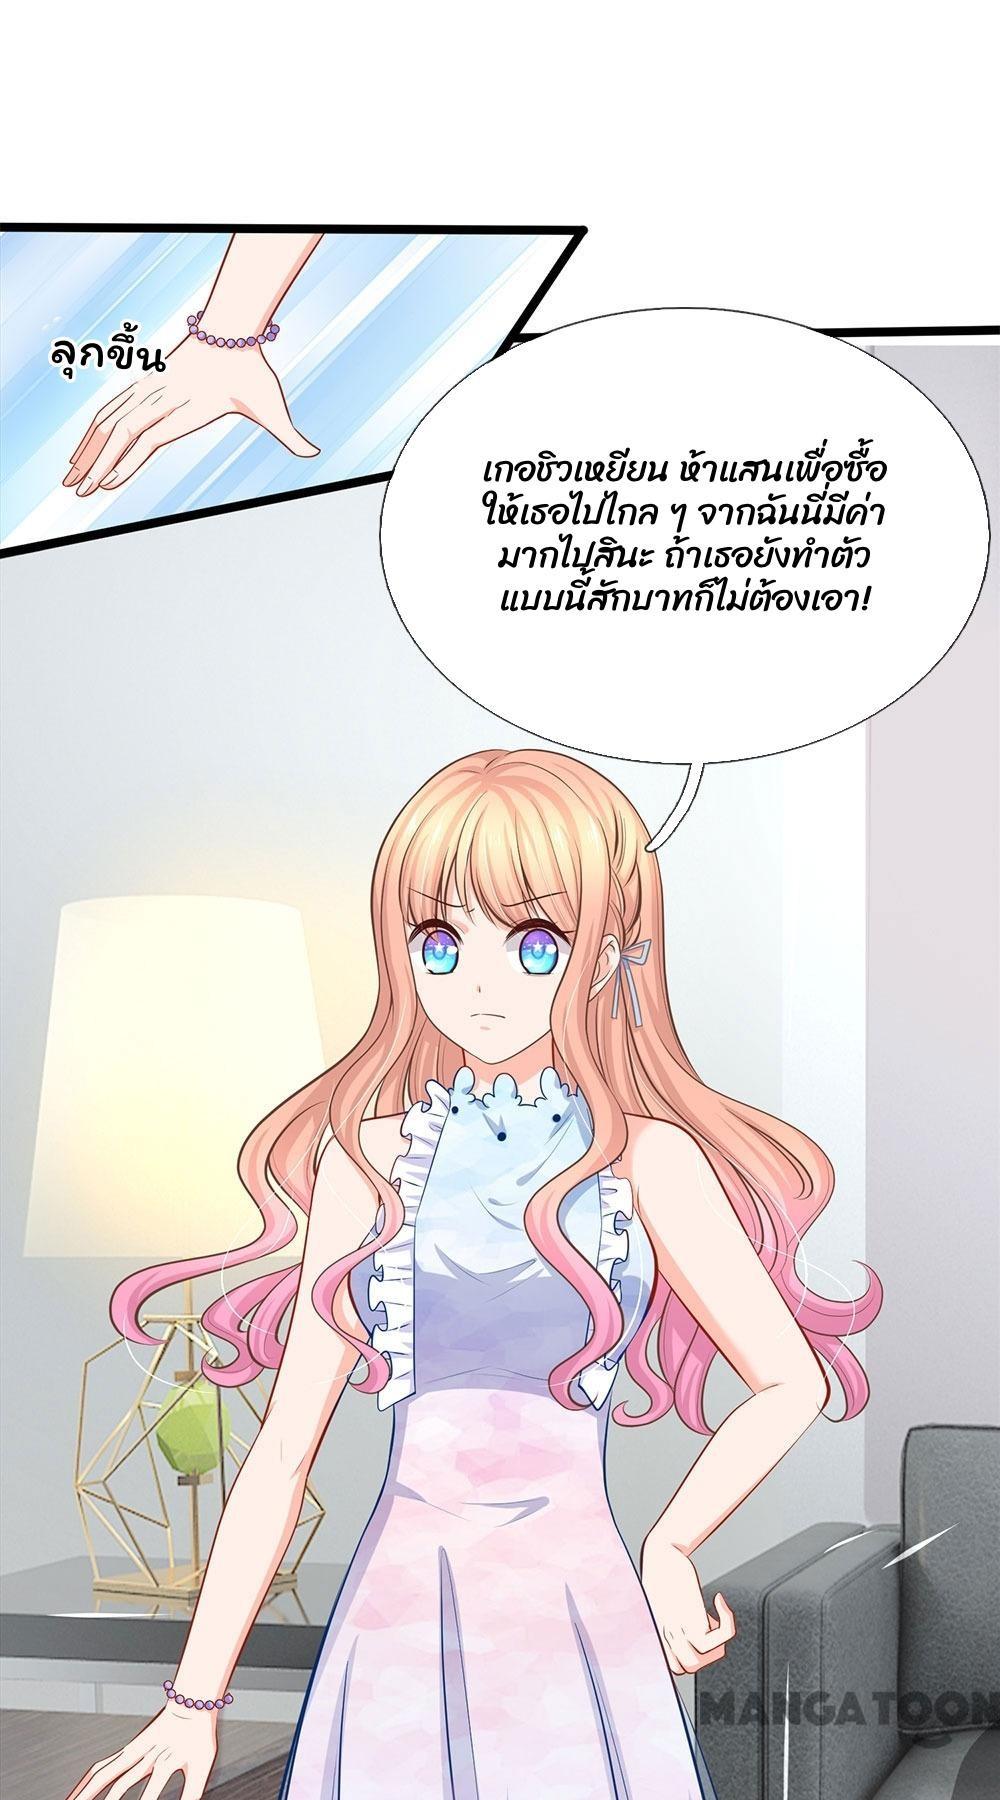 ลุกขึ้น
เกอชิวเหยียน ห้าแสนเพื่อซื้อ
ให้เธอไปไกล ๆ จากฉันนี่มีค่า
มากไปสินะ ถ้าเธอยังทำตัว
แบบนี้สักบาทก็ไม่ต้องเอา!
MANGATOON